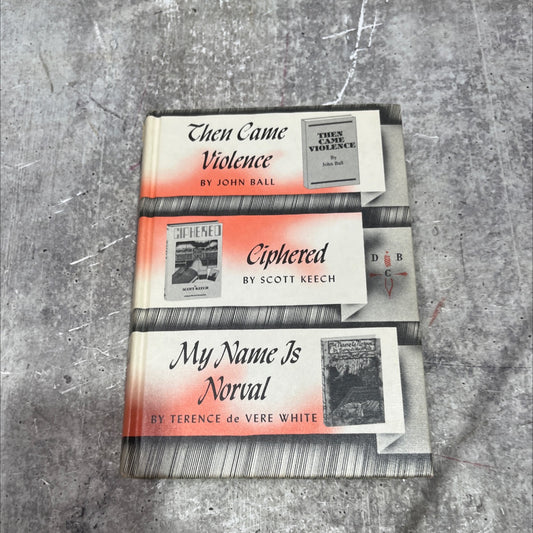 Then Came
Violence
BY JOHN BALL
THEN
CAME
VIOLENCE
By
John Ball
CIPHERED
SCOTT KEECH
Ciphered
BY SCOTT KEECH
D B
C
My Name Is
Norval
BY TERENCE de VERE WHITE